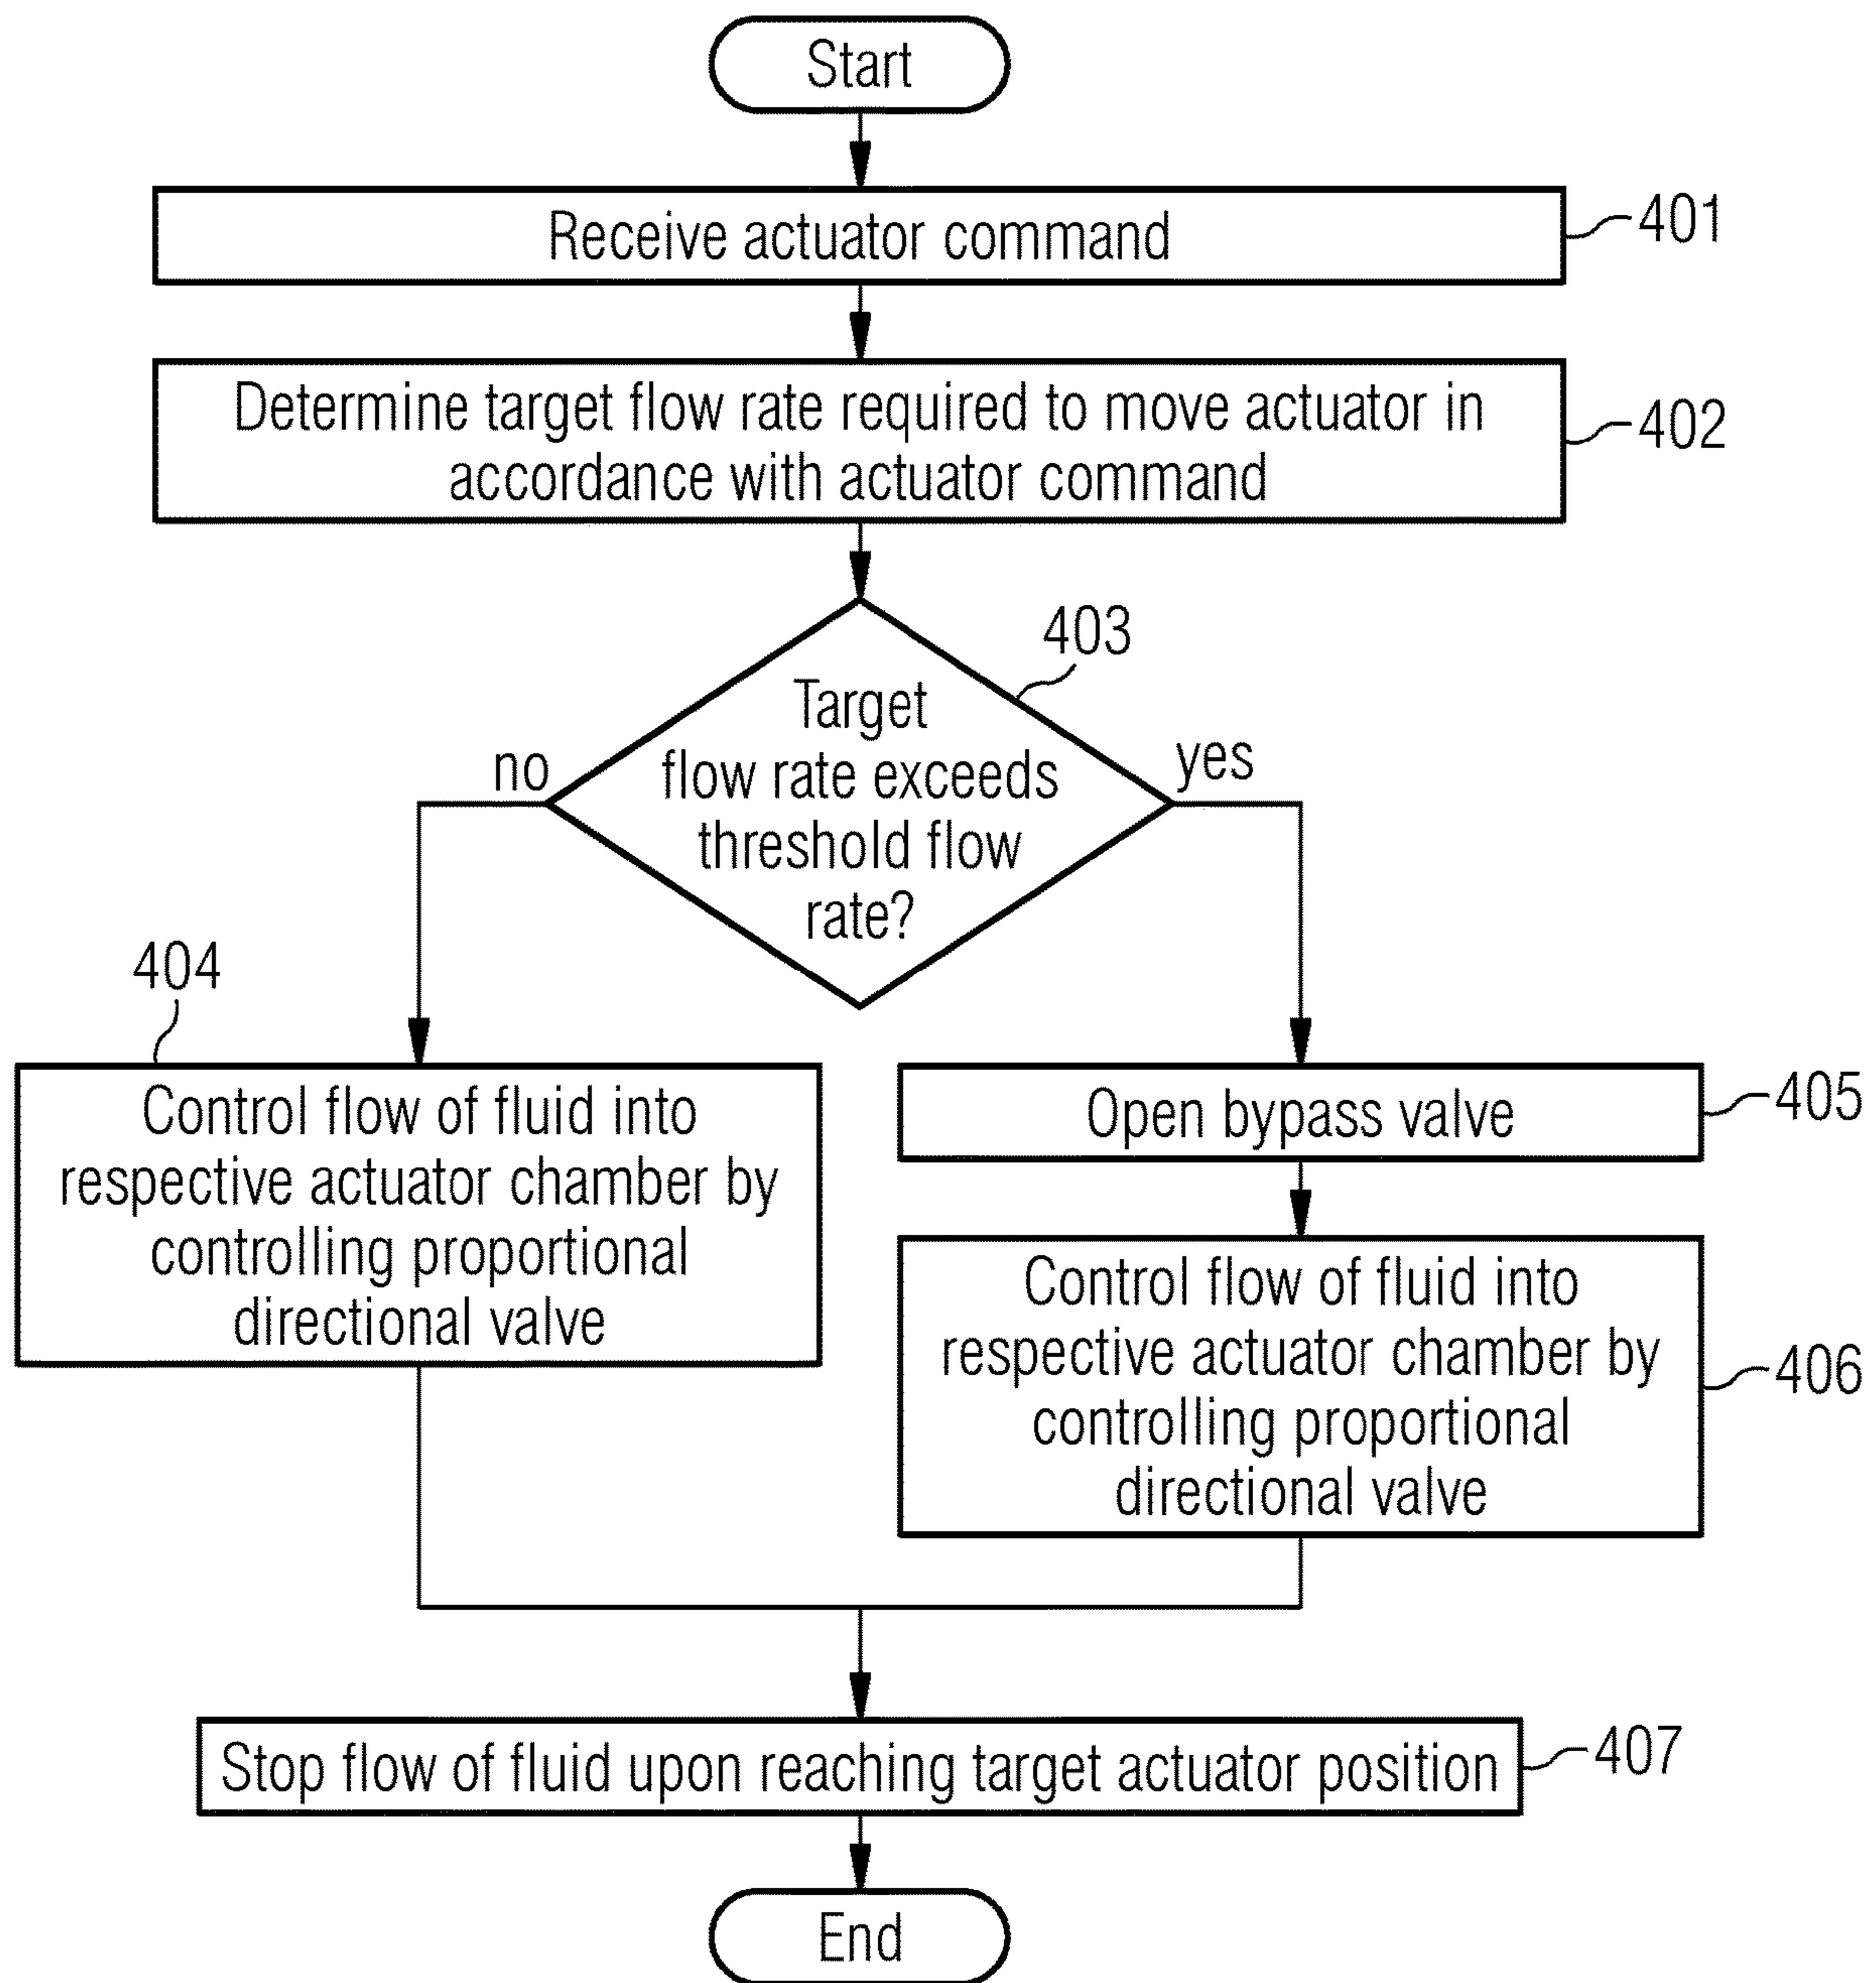 Start
Receive actuator command
401
Determine target flow rate required to move actuator in
accordance with actuator command
402
403
Target
flow rate exceeds
threshold flow
rate?
no
yes
404
Control flow of fluid into
respective actuator chamber by
controlling proportional
directional valve
Open bypass valve
405
Control flow of fluid into
respective actuator chamber by
controlling proportional
directional valve
406
Stop flow of fluid upon reaching target actuator position
407
End